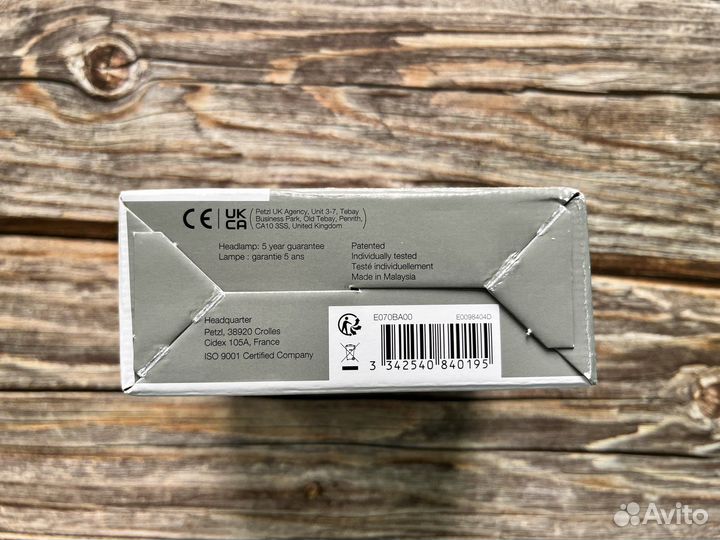 CE
UK
CA
Petzl UK Agency, Unit 3-7, Tebay
Business Park, Old Tebay, Penrith,
CA10 3SS, United Kingdom
Headlamp: 5 year guarantee
Lampe : garantie 5 ans
Patented
Individually tested
Testé individuellement
Made in Malaysia
Headquarter
Petzl, 38920 Crolles
Cidex 105A, France
ISO 9001 Certified Company
E070BA00
E0098404D
3 342540 840195
Avito